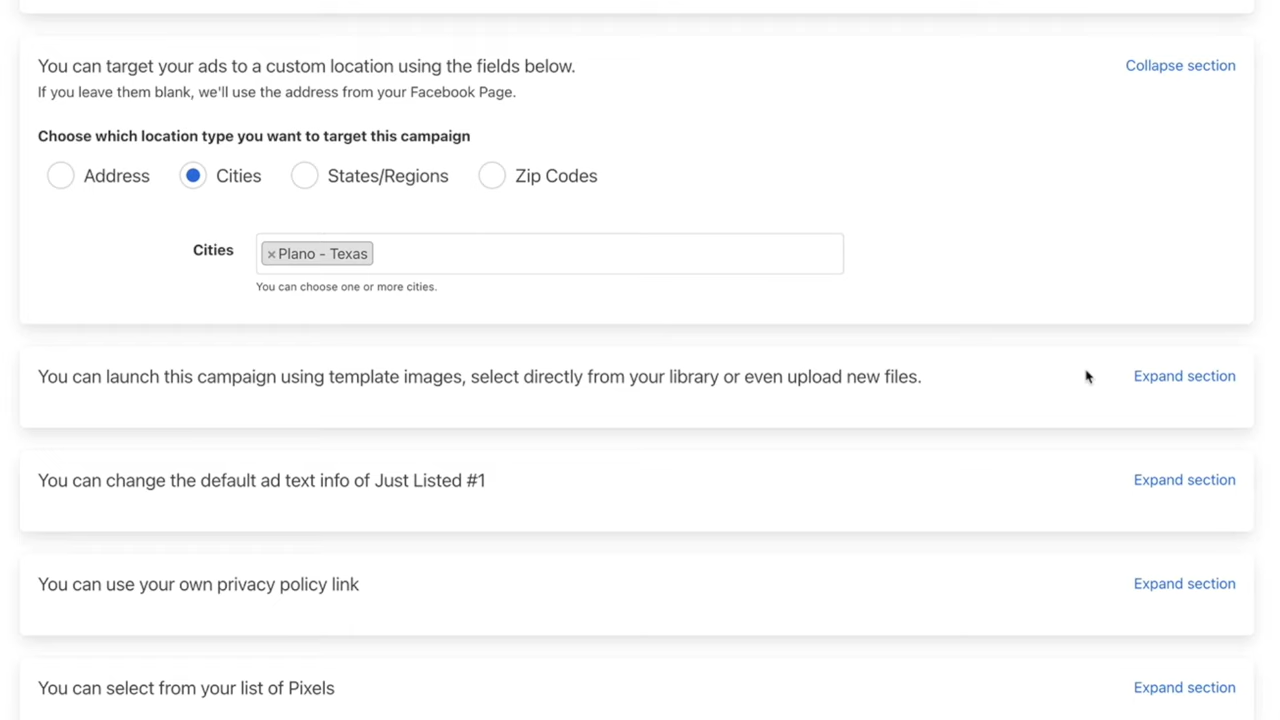 You can target your ads to a custom location using the fields below.
Collapse section
If you leave them blank, we'll use the address from your Facebook Page.
Choose which location type you want to target this campaign
Address Cities States/Regions Zip Codes
Cities ×Plano - Texas
You can choose one or more cities.
You can launch this campaign using template images, select directly from your library or even upload new files.
Expand section
You can change the default ad text info of Just Listed #1
Expand section
You can use your own privacy policy link
Expand section
You can select from your list of Pixels
Expand section